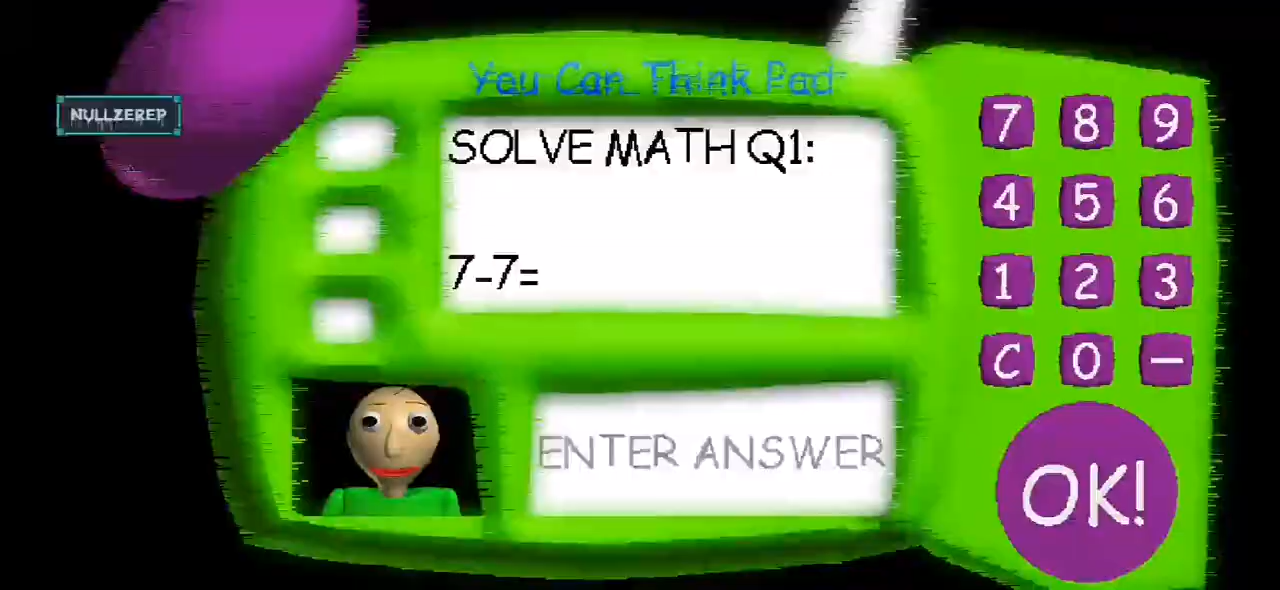 You Can Think Pad
NULLZEREP
SOLVE MATH Q1:
7-7=
ENTER ANSWER
7 8 9
4 5 6
1 2 3
C 0 -
OK!